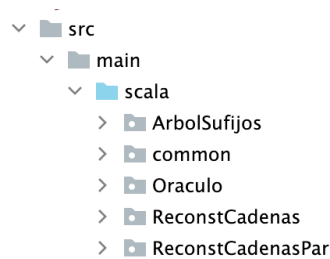 src
main
scala
ArbolSufijos
common
Oraculo
ReconstCadenas
ReconstCadenasPar